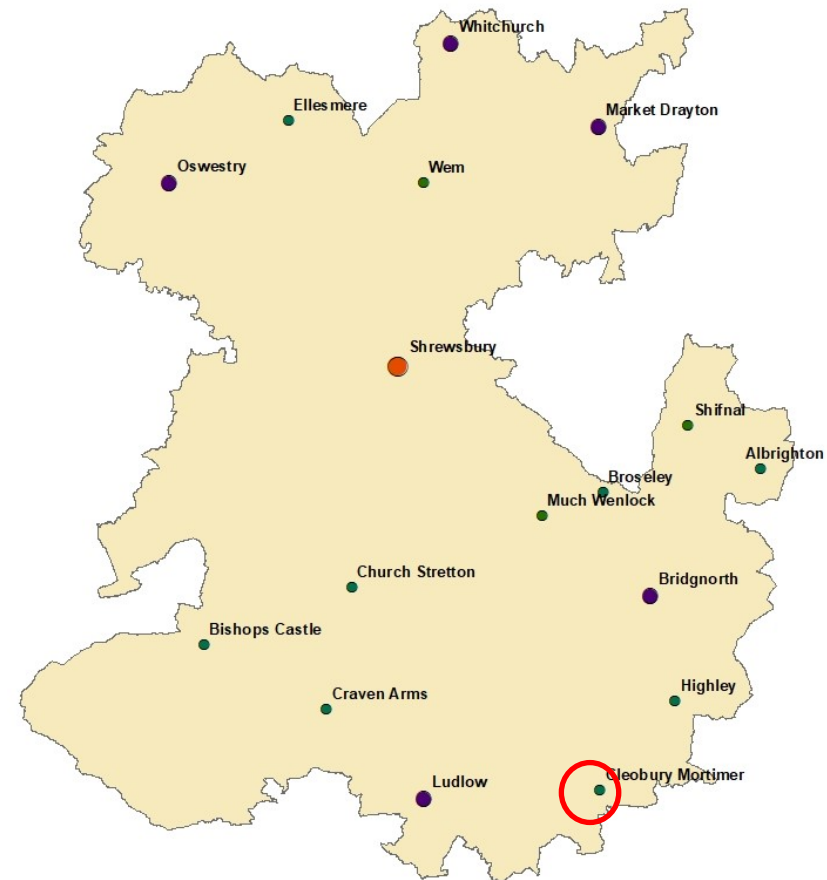 Whitchurch
Ellesmere
Market Drayton
Oswestry
Wem
Shrewsbury
Shifnal
Albrighton
Broseley
Much Wenlock
Church Stretton
Bridgnorth
Bishops Castle
Highley
Craven Arms
Cleobury Mortimer
Ludlow